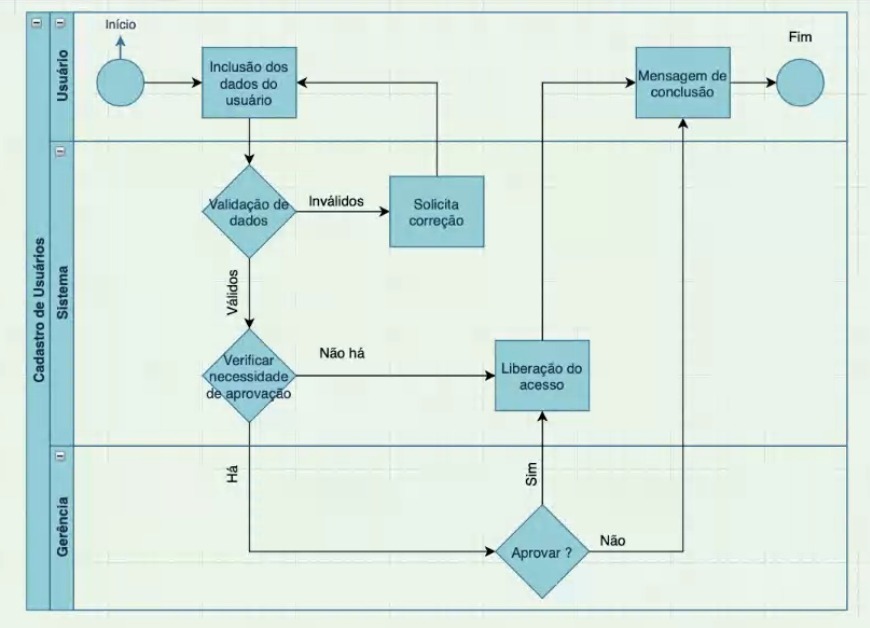 Início
Fim
Cadastro de Usuários
Usuário
Inclusão dos
dados do
usuário
Mensagem de
conclusão
Sistema
Validação de
dados
Inválidos
Solicita
correção
Válidos
Verificar
necessidade
de aprovação
Não há
Liberação do
acesso
Gerência
Há
Sim
Aprovar ?
Não